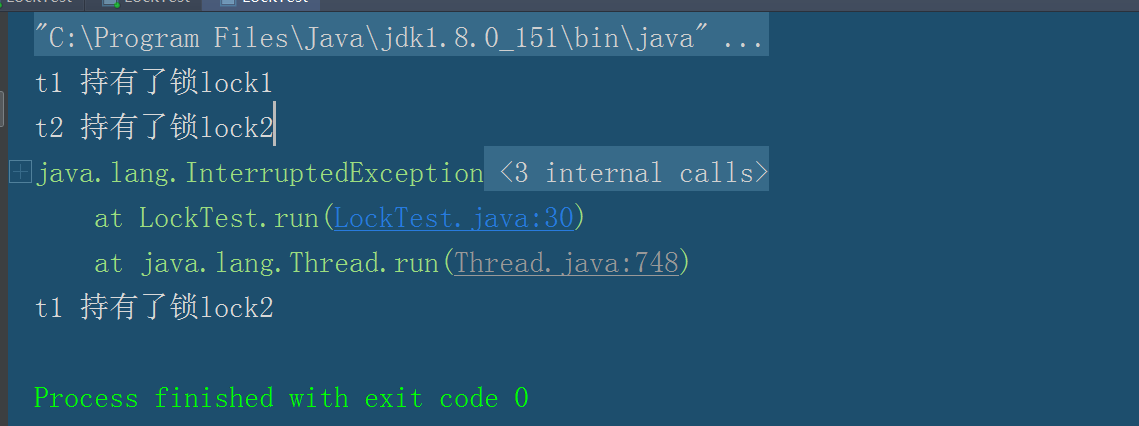 LockTest
"C:\Program Files\Java\jdk1.8.0_151\bin\java" ...
t1 持有了锁lock1
t2 持有了锁lock2
java.lang.InterruptedException <3 internal calls>
    at LockTest.run(LockTest.java:30)
    at java.lang.Thread.run(Thread.java:748)
t1 持有了锁lock2
Process finished with exit code 0